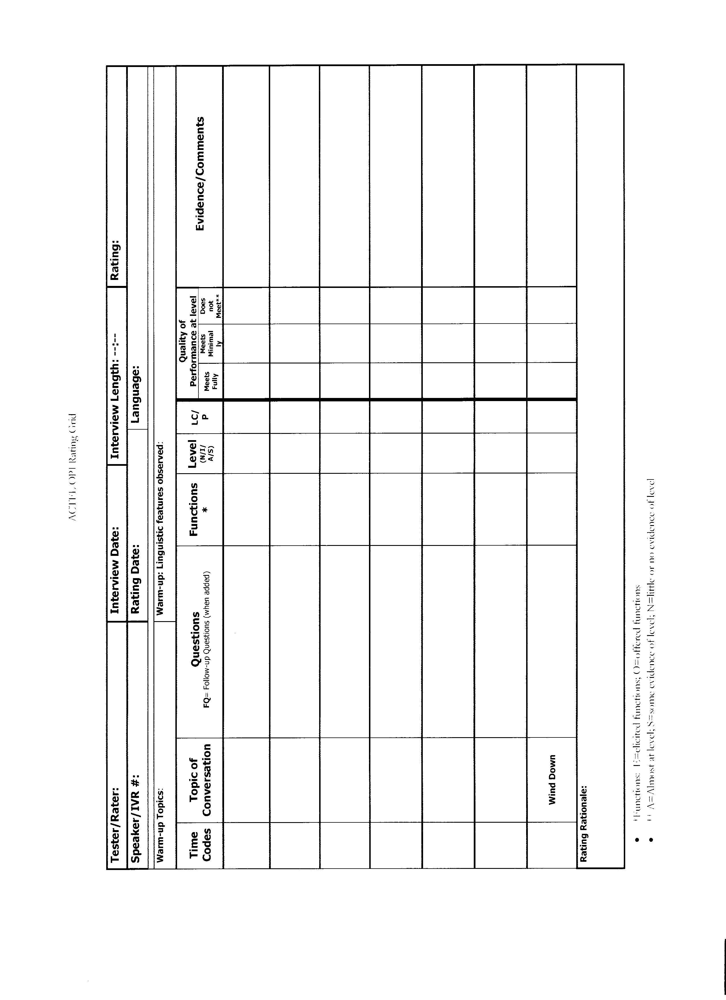 ACTFL OPI Rating Grid
Tester/Rater: Interview Date: Interview Length: --:-- Rating:
Speaker/IVR #: Rating Date: Language:
Warm-up Topics: Warm-up: Linguistic features observed:
Time
Codes
Topic of
Conversation
Questions
FQ= Follow-up Questions (when added)
Functions
*
Level
(N/I/
A/S)
LC/
P
Quality of
Performance at level
Meets
Fully
Meets
Minimal
ly
Does
not
Meet**
Evidence/Comments
Wind Down
Rating Rationale:
• *Functions: E=elicited functions; O=offered functions
• ** A=Almost at level; S=some evidence of level; N=little or no evidence of level